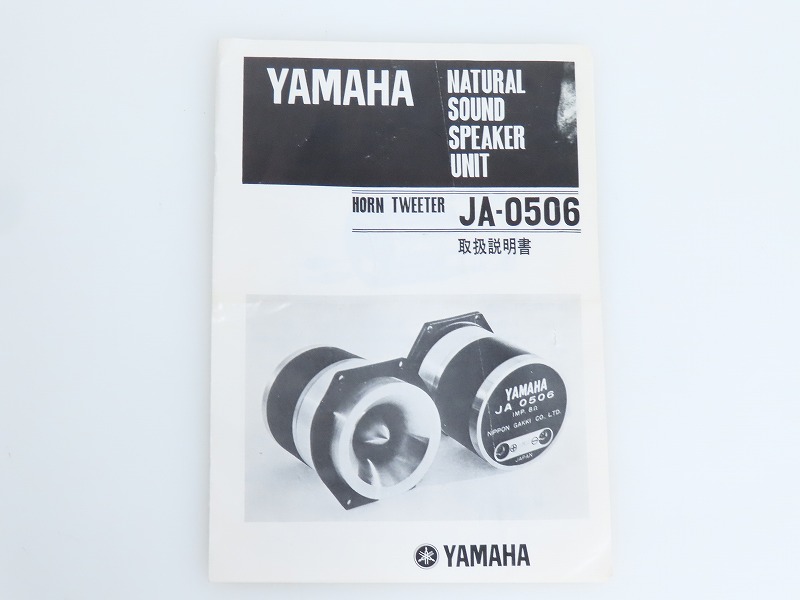 YAMAHA
NATURAL
SOUND
SPEAKER
UNIT
HORN TWEETER JA-0506
取扱説明書
YAMAHA
JA 0506
IMP. 8Ω
NIPPON GAKKI CO., LTD.
JAPAN
YAMAHA